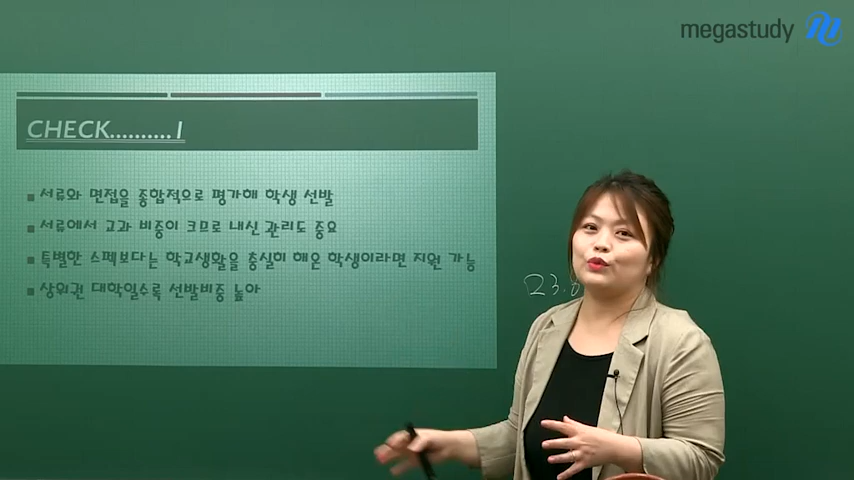 megastudy
CHECK..........1
서류와 면접을 종합적으로 평가해 학생 선발
서류에서 교과 비중이 크므로 내신 관리도 중요
특별한 스펙보다는 학교생활을 충실히 해온 학생이라면 지원 가능
상위권 대학일수록 선발비중 높아
23.